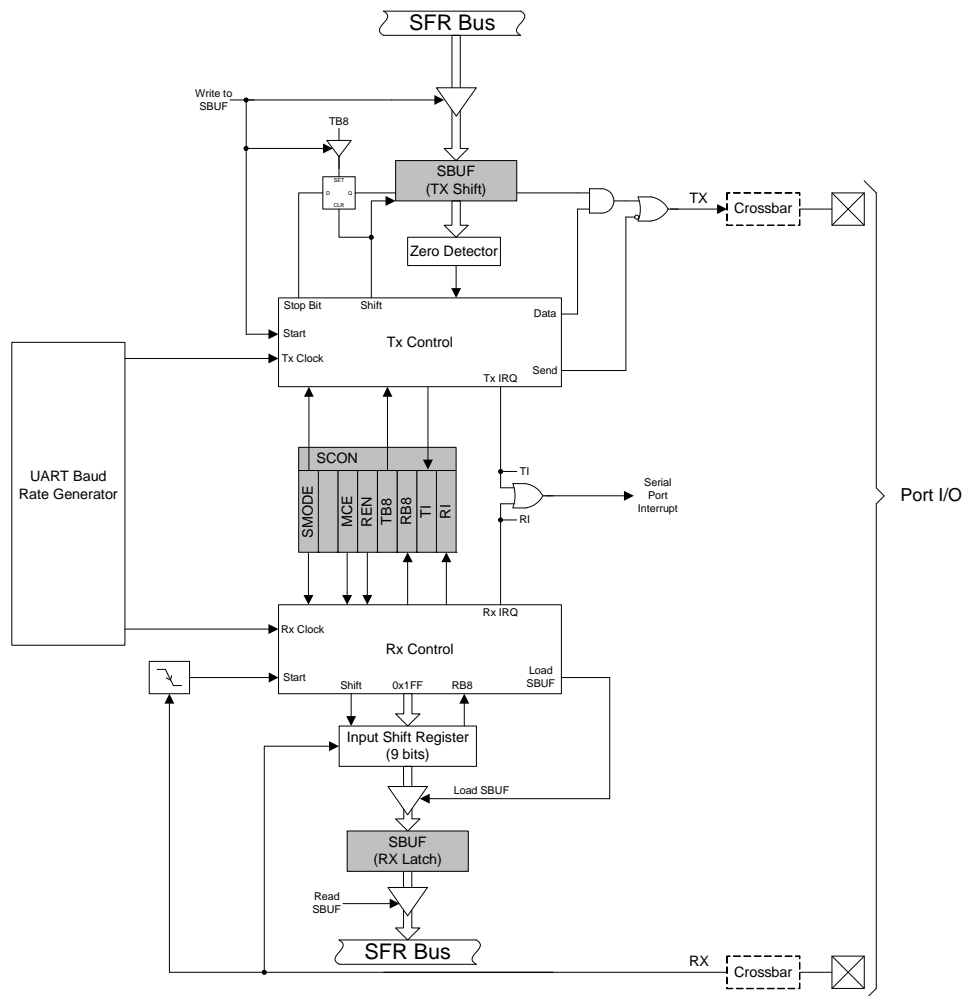 SFR Bus
Write to
SBUF
TB8
SET
D
Q
CLR
SBUF
(TX Shift)
TX
Crossbar
Zero Detector
Stop Bit
Shift
Data
Start
Tx Control
Tx Clock
Send
Tx IRQ
UART Baud
Rate Generator
SCON
SMODE
MCE
REN
TB8
RB8
TI
RI
TI
RI
Serial
Port
Interrupt
Port I/O
Rx IRQ
Rx Clock
Rx Control
Start
Load
SBUF
Shift
0x1FF
RB8
Input Shift Register
(9 bits)
Load SBUF
SBUF
(RX Latch)
Read
SBUF
SFR Bus
RX
Crossbar